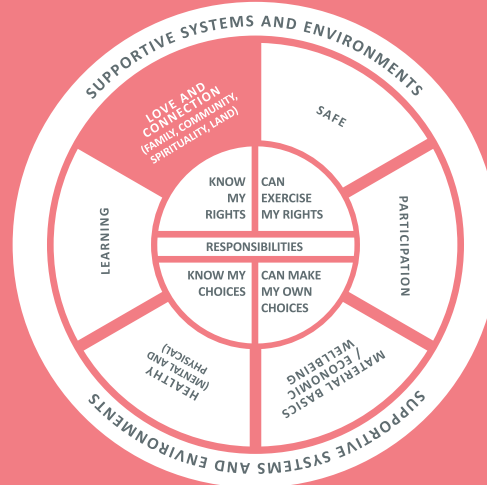 SUPPORTIVE SYSTEMS AND ENVIRONMENTS
LOVE AND
CONNECTION
(FAMILY, COMMUNITY,
SPIRITUALITY, LAND)
SAFE
PARTICIPATION
MATERIAL BASICS
/ ECONOMIC
WELLBEING
HEALTHY
(MENTAL AND
PHYSICAL)
LEARNING
KNOW
MY
RIGHTS
CAN
EXERCISE
MY RIGHTS
RESPONSIBILITIES
KNOW MY
CHOICES
CAN MAKE
MY OWN
CHOICES
SUPPORTIVE SYSTEMS AND ENVIRONMENTS